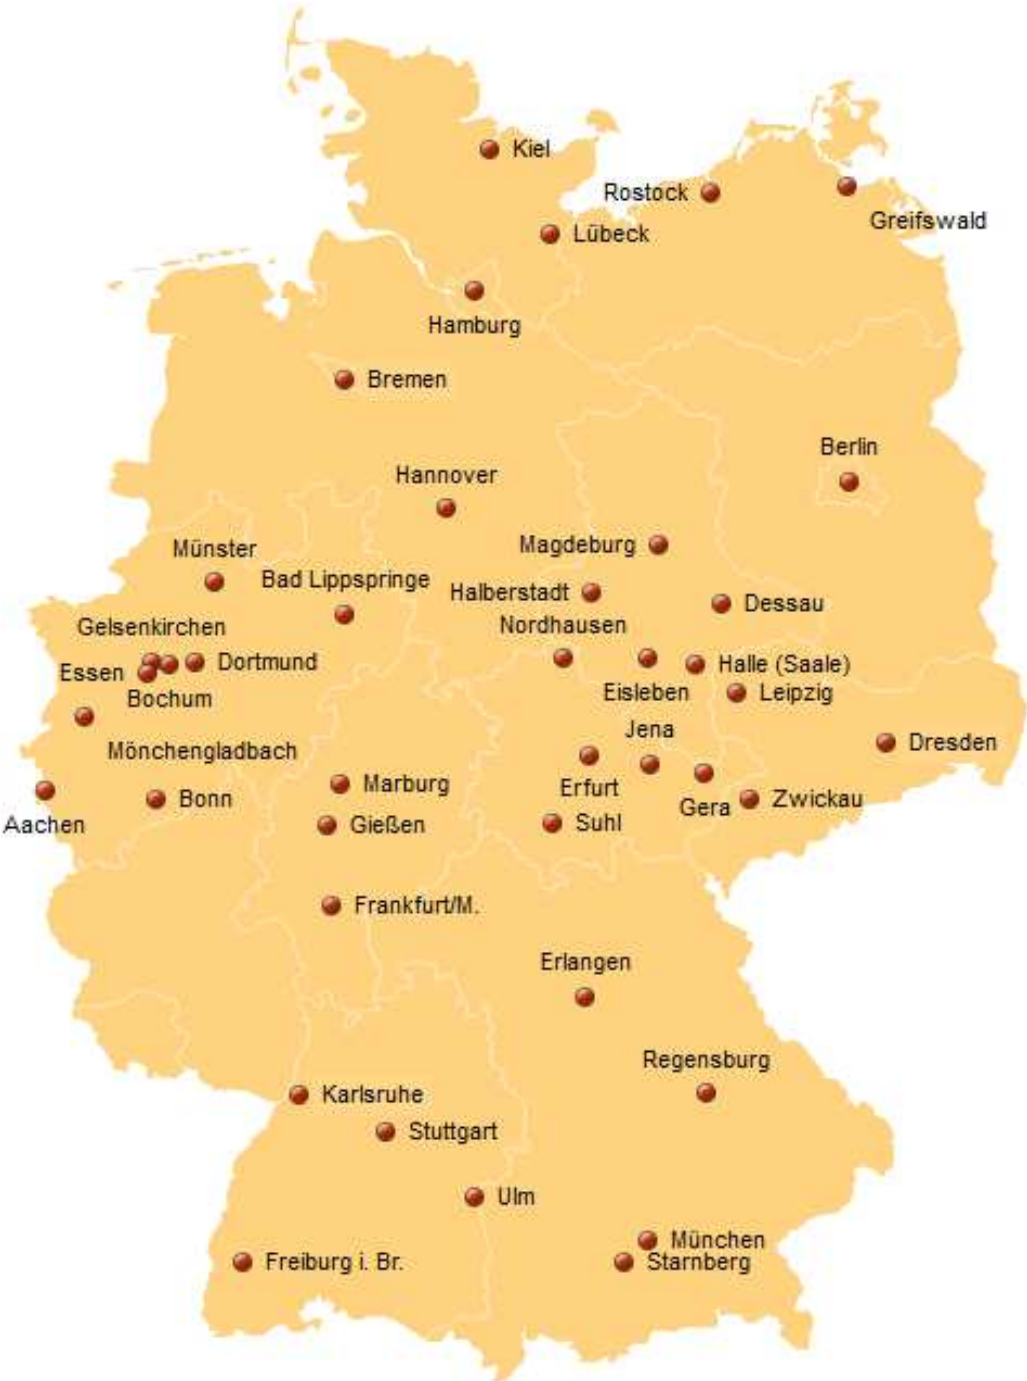 Kiel
Rostock
Greifswald
Lübeck
Hamburg
Bremen
Berlin
Hannover
Magdeburg
Münster
Bad Lippspringe
Halberstadt
Dessau
Nordhausen
Gelsenkirchen
Essen
Dortmund
Halle (Saale)
Eisleben
Leipzig
Bochum
Jena
Dresden
Mönchengladbach
Marburg
Erfurt
Bonn
Zwickau
Gera
Aachen
Gießen
Suhl
Frankfurt/M.
Erlangen
Regensburg
Karlsruhe
Stuttgart
Ulm
München
Freiburg i. Br.
Starnberg